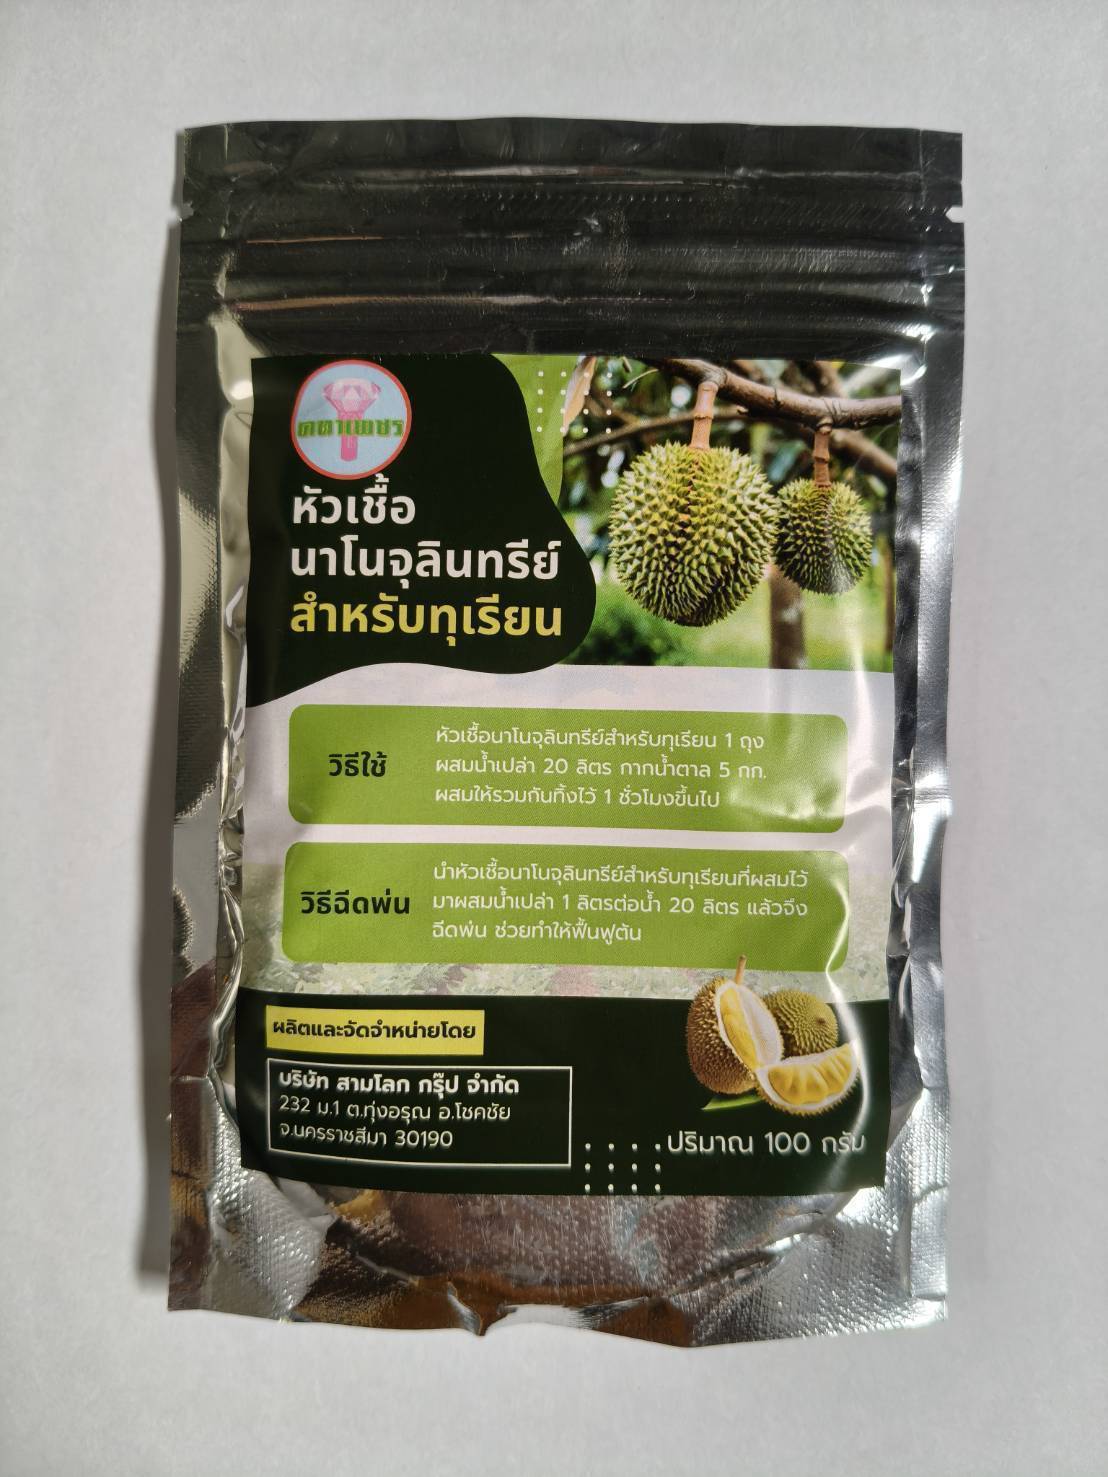 คทาเพชร
หัวเชื้อ
นาโนจุลินทรีย์
สำหรับทุเรียน
วิธีใช้
หัวเชื้อนาโนจุลินทรีย์สำหรับทุเรียน 1 ถุง
ผสมน้ำเปล่า 20 ลิตร กากน้ำตาล 5 กก.
ผสมให้รวมกันทิ้งไว้ 1 ชั่วโมงขึ้นไป
วิธีฉีดพ่น
นำหัวเชื้อนาโนจุลินทรีย์สำหรับทุเรียนที่ผสมไว้
มาผสมน้ำเปล่า 1 ลิตรต่อน้ำ 20 ลิตร แล้วจึง
ฉีดพ่น ช่วยทำให้ฟื้นฟูต้น
ผลิตและจัดจำหน่ายโดย
บริษัท สามโลก กรุ๊ป จำกัด
232 ม.1 ต.ทุ่งอรุณ อ.โชคชัย
จ.นครราชสีมา 30190
ปริมาณ 100 กรัม